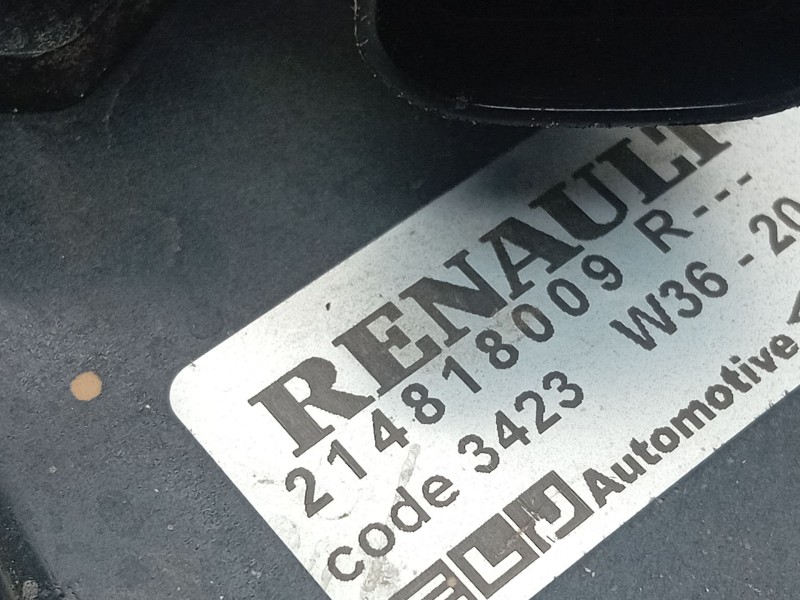 RENAULT
214818009 R---
code 3423 W36 - 20
Automotive